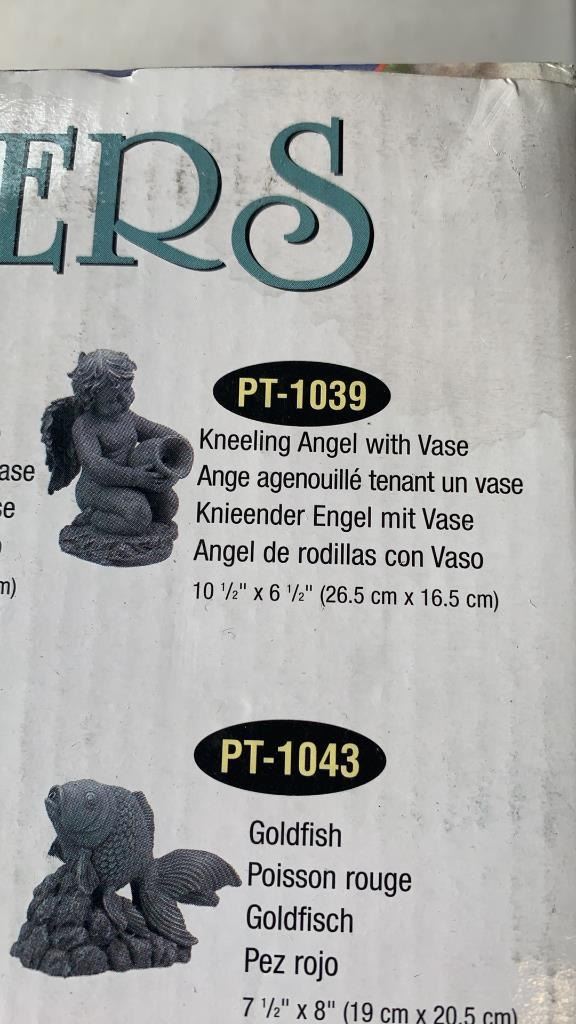 ERS
PT-1039
Kneeling Angel with Vase
Ange agenouillé tenant un vase
Knieender Engel mit Vase
Angel de rodillas con Vaso
10 1/2" x 6 1/2" (26.5 cm x 16.5 cm)
ase
se
)
m)
PT-1043
Goldfish
Poisson rouge
Goldfisch
Pez rojo
7 1/2" x 8" (19 cm x 20.5 cm)